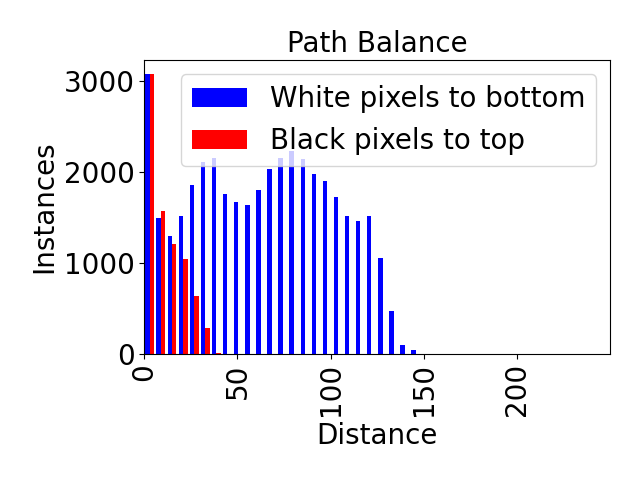 Path Balance
White pixels to bottom
Black pixels to top
Instances
3000
2000
1000
0
0
50
100
150
200
Distance